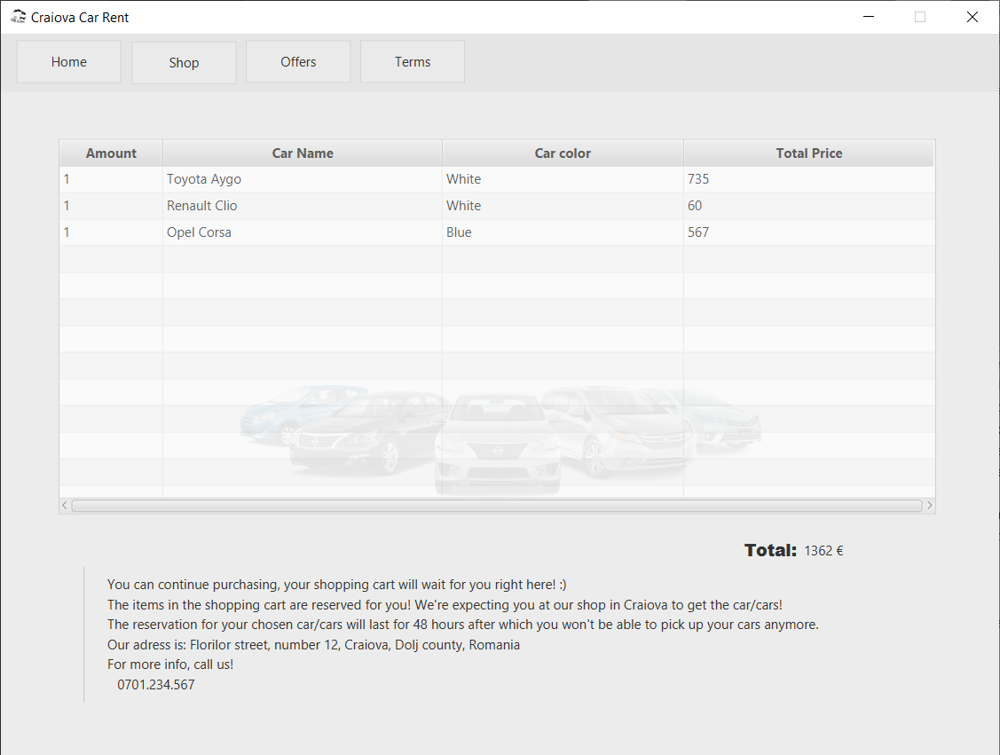 Craiova Car Rent
Home Shop Offers Terms
Amount Car Name Car color Total Price
1 Toyota Aygo White 735
1 Renault Clio White 60
1 Opel Corsa Blue 567
Total: 1362 €
You can continue purchasing, your shopping cart will wait for you right here! :)
The items in the shopping cart are reserved for you! We're expecting you at our shop in Craiova to get the car/cars!
The reservation for your chosen car/cars will last for 48 hours after which you won't be able to pick up your cars anymore.
Our adress is: Florilor street, number 12, Craiova, Dolj county, Romania
For more info, call us!
0701.234.567